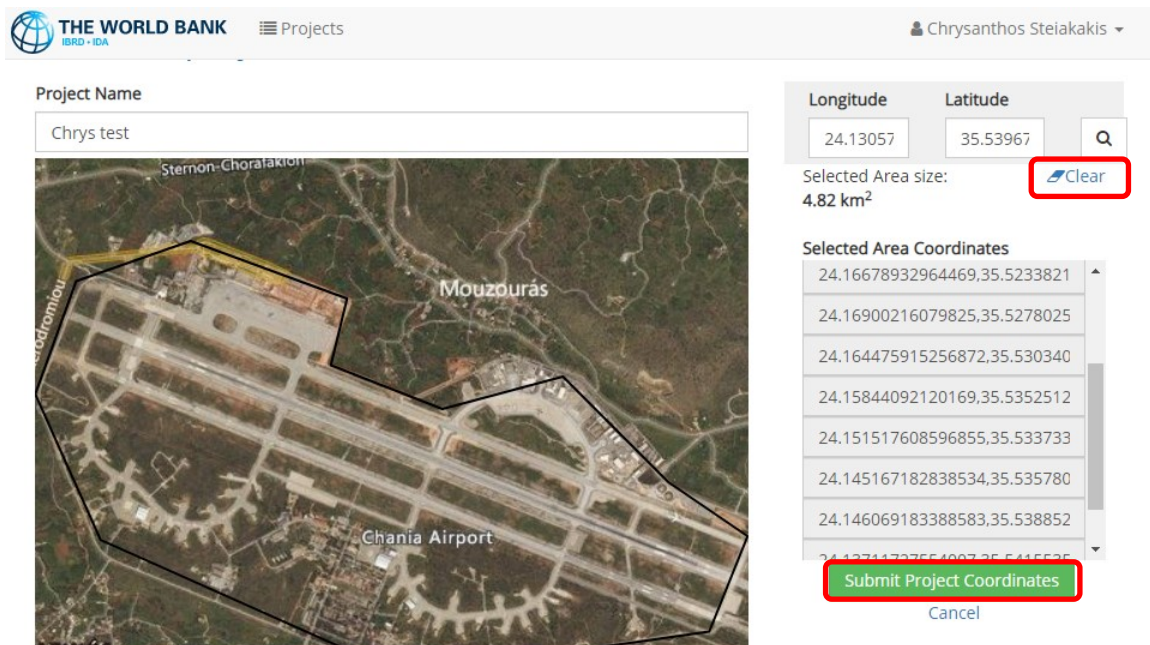 THE WORLD BANK
IBRD • IDA
Projects
Chrysanthos Steiakakis
Project Name
Chrys test
Longitude
Latitude
24.13057
35.53967
Selected Area size:
4.82 km²
Clear
Selected Area Coordinates
24.16678932964469,35.5233821
24.16900216079825,35.5278025
24.164475915256872,35.530340
24.15844092120169,35.5352512
24.151517608596855,35.533733
24.145167182838534,35.535780
24.146069183388583,35.538852
Submit Project Coordinates
Cancel
Sternon-Chorafakion
Mouzourás
Chania Airport